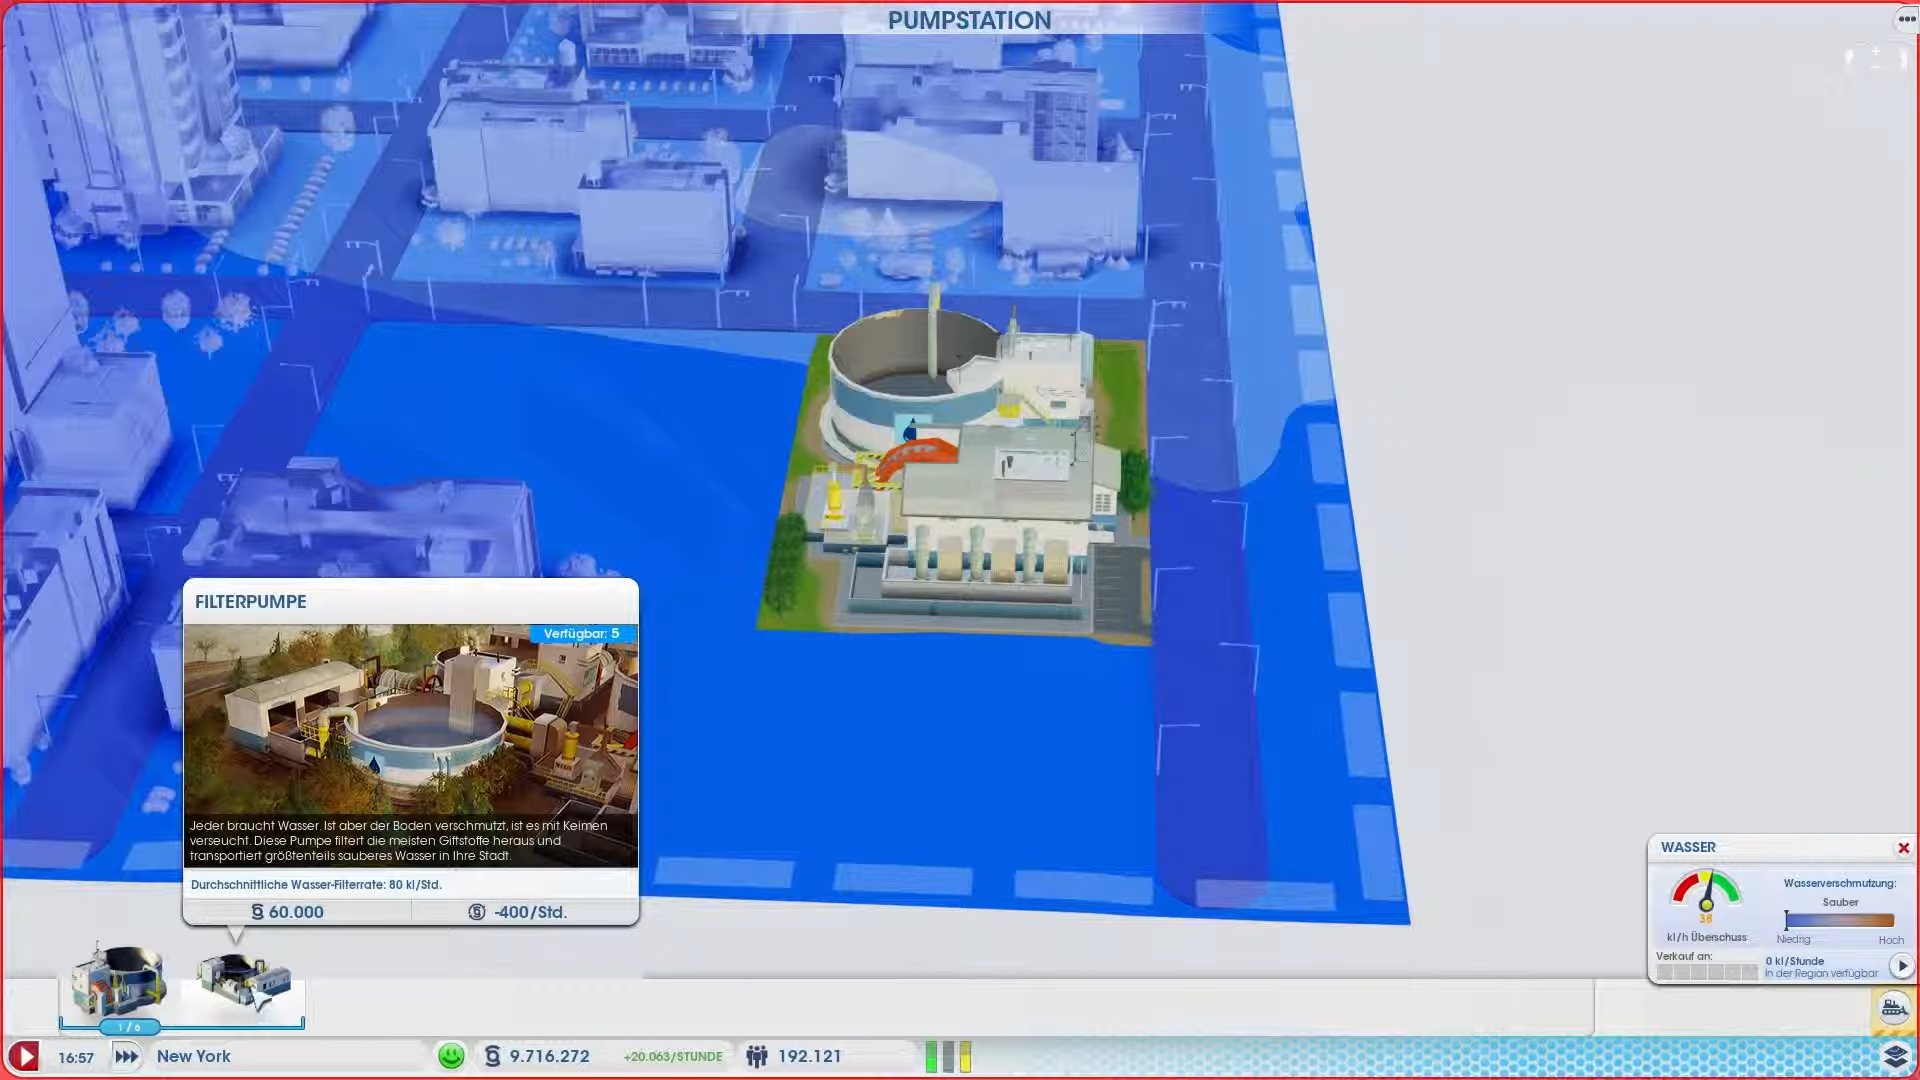 PUMPSTATION
FILTERPUMPE
Verfügbar: 5
Jeder braucht Wasser. Ist aber der Boden verschmutzt, ist es mit Keimen
verseucht. Diese Pumpe filtert die meisten Giftstoffe heraus und
transportiert größtenteils sauberes Wasser in Ihre Stadt.
Durchschnittliche Wasser-Filterrate: 80 kl/Std.
60.000
-400/Std.
WASSER
38
kl/h Überschuss
Wasserverschmutzung:
Sauber
Niedrig
Hoch
Verkauf an:
0 kl/Stunde
In der Region verfügbar
1 / 6
16:57
New York
9.716.272
+20.063/STUNDE
192.121